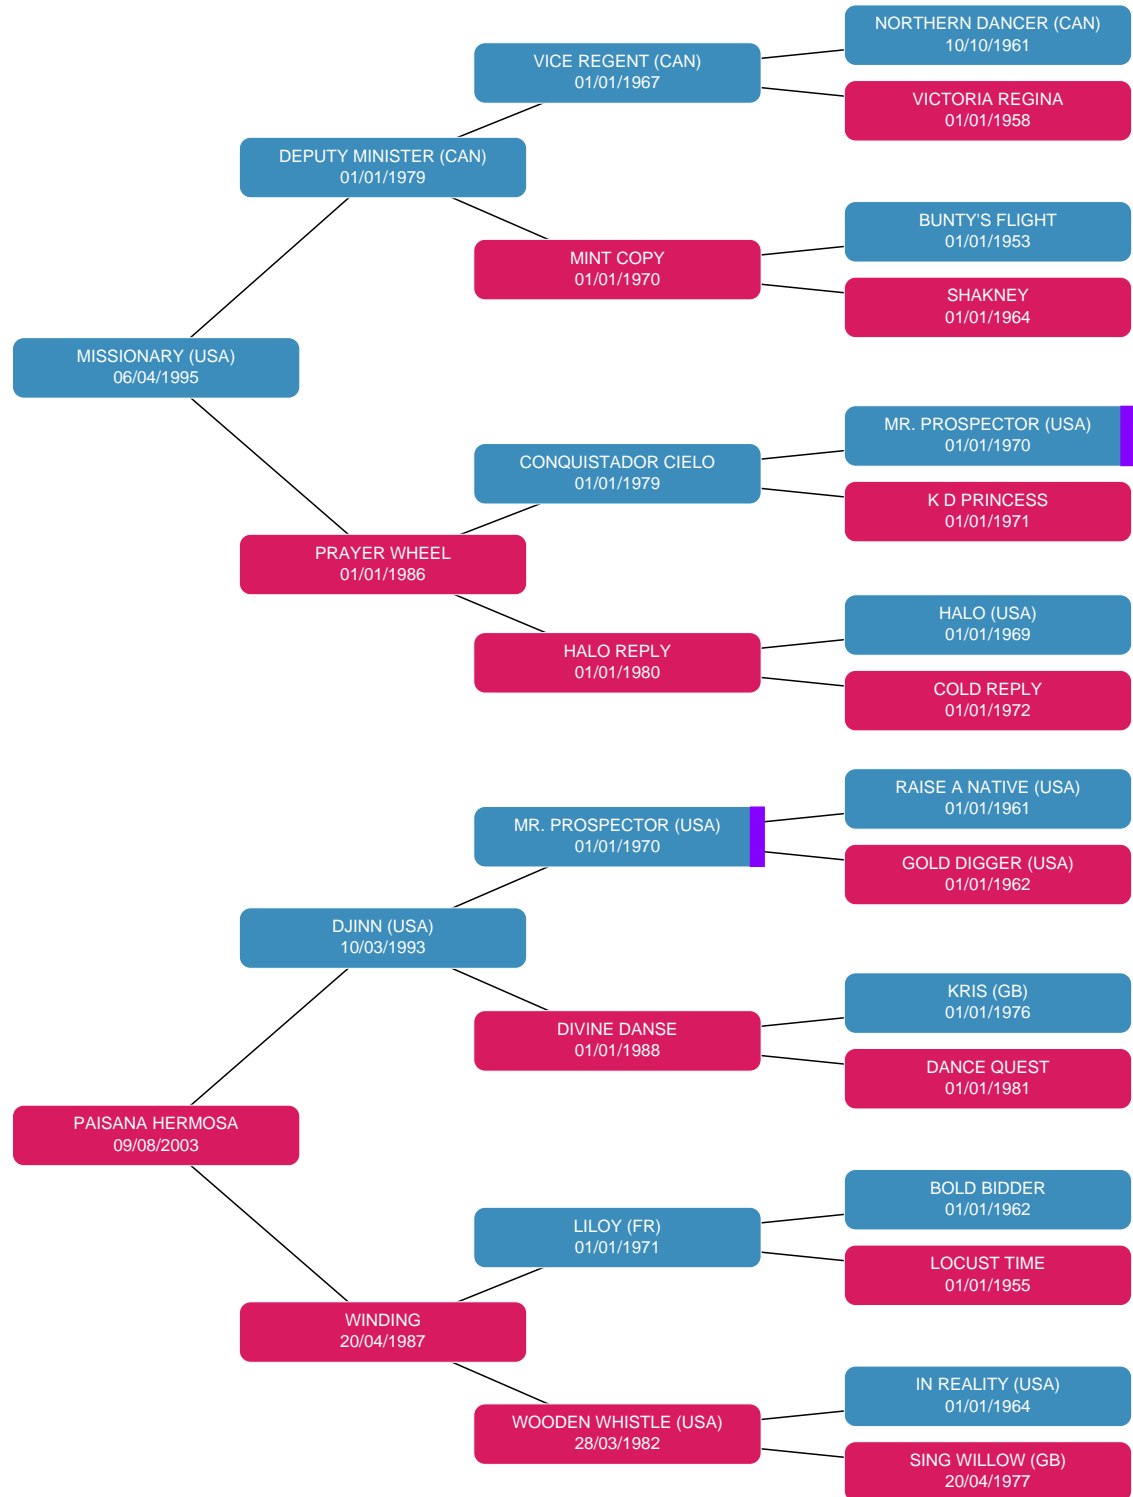 NORTHERN DANCER (CAN)
10/10/1961
VICE REGENT (CAN)
01/01/1967
VICTORIA REGINA
01/01/1958
DEPUTY MINISTER (CAN)
01/01/1979
BUNTY'S FLIGHT
01/01/1953
MINT COPY
01/01/1970
SHAKNEY
01/01/1964
MISSIONARY (USA)
06/04/1995
MR. PROSPECTOR (USA)
01/01/1970
CONQUISTADOR CIELO
01/01/1979
K D PRINCESS
01/01/1971
PRAYER WHEEL
01/01/1986
HALO (USA)
01/01/1969
HALO REPLY
01/01/1980
COLD REPLY
01/01/1972
RAISE A NATIVE (USA)
01/01/1961
MR. PROSPECTOR (USA)
01/01/1970
GOLD DIGGER (USA)
01/01/1962
DJINN (USA)
10/03/1993
KRIS (GB)
01/01/1976
DIVINE DANSE
01/01/1988
DANCE QUEST
01/01/1981
PAISANA HERMOSA
09/08/2003
BOLD BIDDER
01/01/1962
LILOY (FR)
01/01/1971
LOCUST TIME
01/01/1955
WINDING
20/04/1987
IN REALITY (USA)
01/01/1964
WOODEN WHISTLE (USA)
28/03/1982
SING WILLOW (GB)
20/04/1977